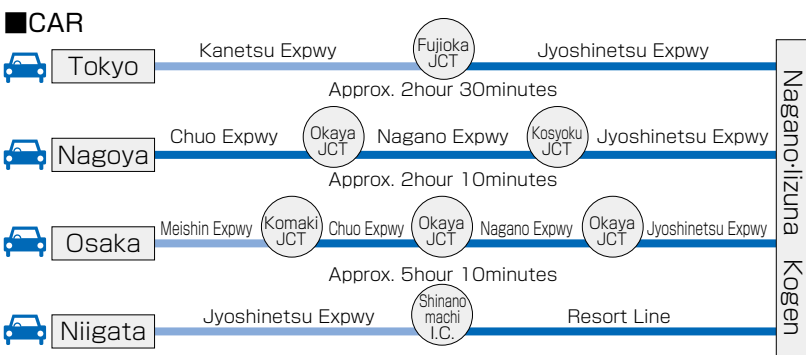 ■CAR
Tokyo
Kanetsu Expwy
Fujioka
JCT
Jyoshinetsu Expwy
Approx. 2hour 30minutes
Nagoya
Chuo Expwy
Okaya
JCT
Nagano Expwy
Kosyoku
JCT
Jyoshinetsu Expwy
Approx. 2hour 10minutes
Osaka
Meishin Expwy
Komaki
JCT
Chuo Expwy
Okaya
JCT
Nagano Expwy
Okaya
JCT
Jyoshinetsu Expwy
Approx. 5hour 10minutes
Niigata
Jyoshinetsu Expwy
Shinano
machi
I.C.
Resort Line
Nagano·Iizuna Kogen